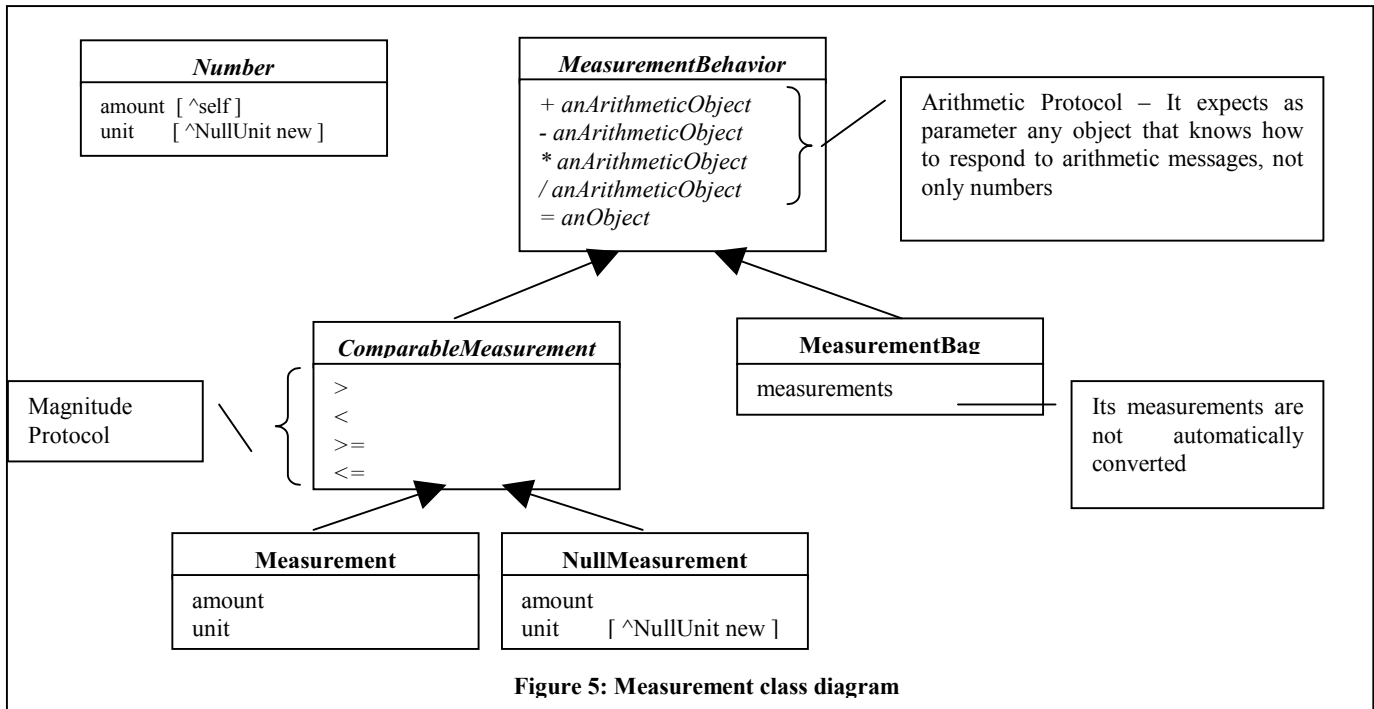 Number
amount [ ^self ]
unit [ ^NullUnit new ]
MeasurementBehavior
+ anArithmeticObject
- anArithmeticObject
* anArithmeticObject
/ anArithmeticObject
= anObject
Arithmetic Protocol – It expects as
parameter any object that knows how
to respond to arithmetic messages, not
only numbers
ComparableMeasurement
>
<
>=
<=
Magnitude
Protocol
MeasurementBag
measurements
Its measurements are
not automatically
converted
Measurement
amount
unit
NullMeasurement
amount
unit [ ^NullUnit new ]
Figure 5: Measurement class diagram